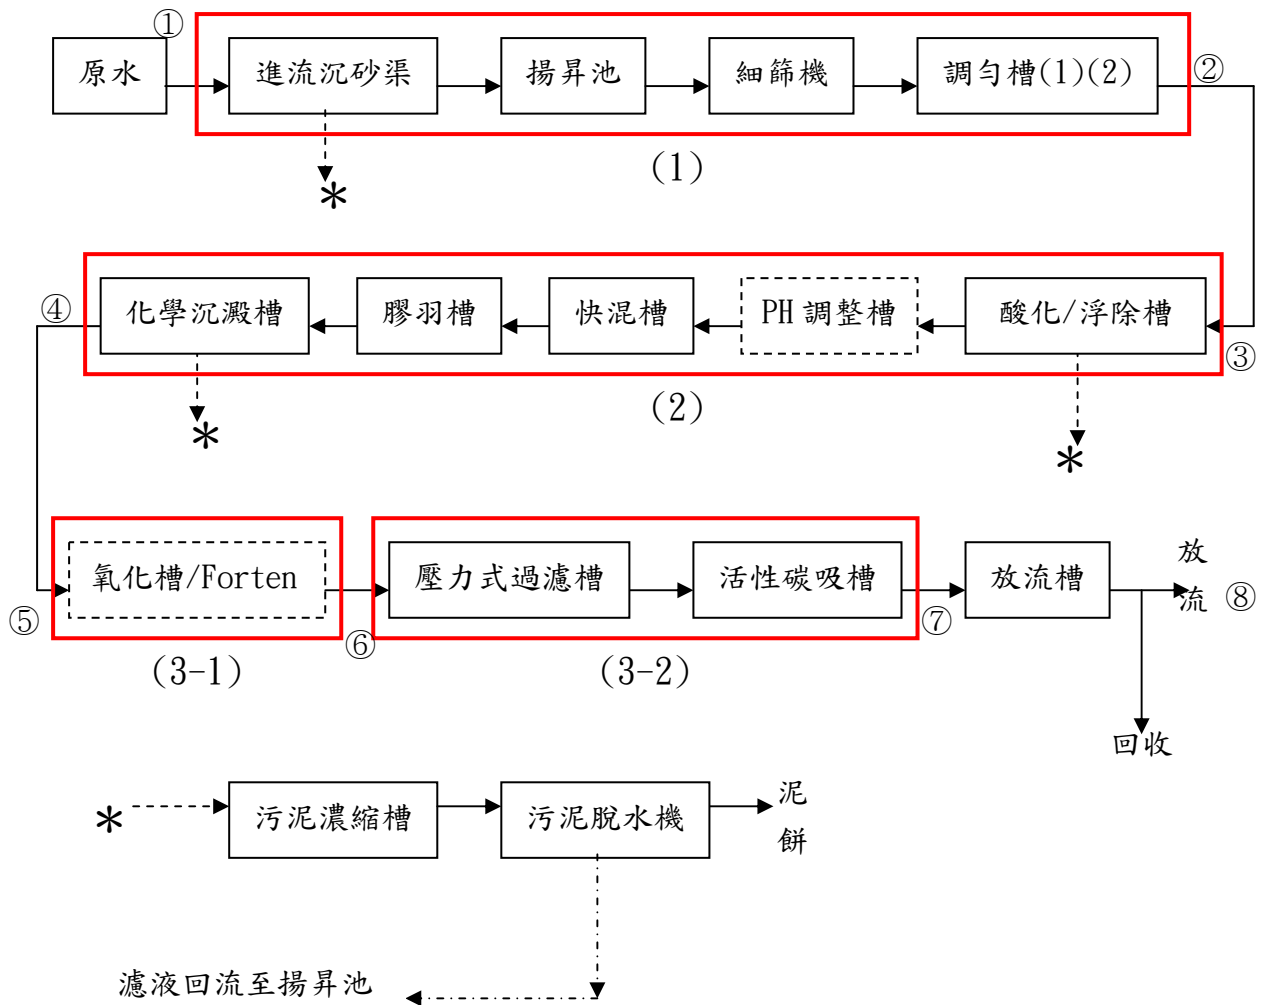 ①
原水
進流沉砂渠
揚昇池
細篩機
調勻槽(1)(2)
②
(1)
*
④
化學沉澱槽
膠羽槽
快混槽
PH 調整槽
酸化/浮除槽
③
(2)
*
*
⑤
氧化槽/Forten
(3-1)
⑥
壓力式過濾槽
活性碳吸槽
(3-2)
⑦
放流槽
放
流 ⑧
回收
*
污泥濃縮槽
污泥脫水機
泥
餅
濾液回流至揚昇池